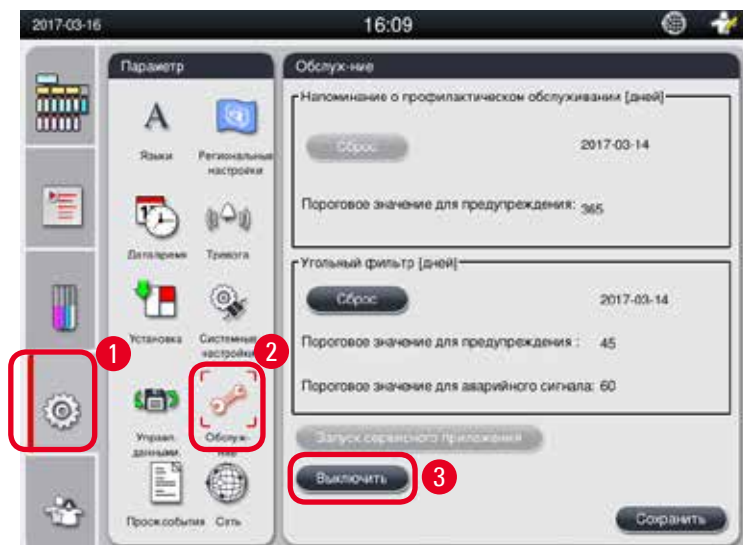 2017-03-16 16:09
Параметр
Языки Региональные настройки
Дата/время Тревога
Установка Системные настройки
Управл. данными. Обслуж-ние
Просм.события Сеть
Обслуж-ние
Напоминание о профилактическом обслуживании [дней]
Сброс 2017-03-14
Пороговое значение для предупреждения: 365
Угольный фильтр [дней]
Сброс 2017-03-14
Пороговое значение для предупреждения : 45
Пороговое значение для аварийного сигнала: 60
Запуск сервисного приложения
Выключить
Сохранить
1
2
3